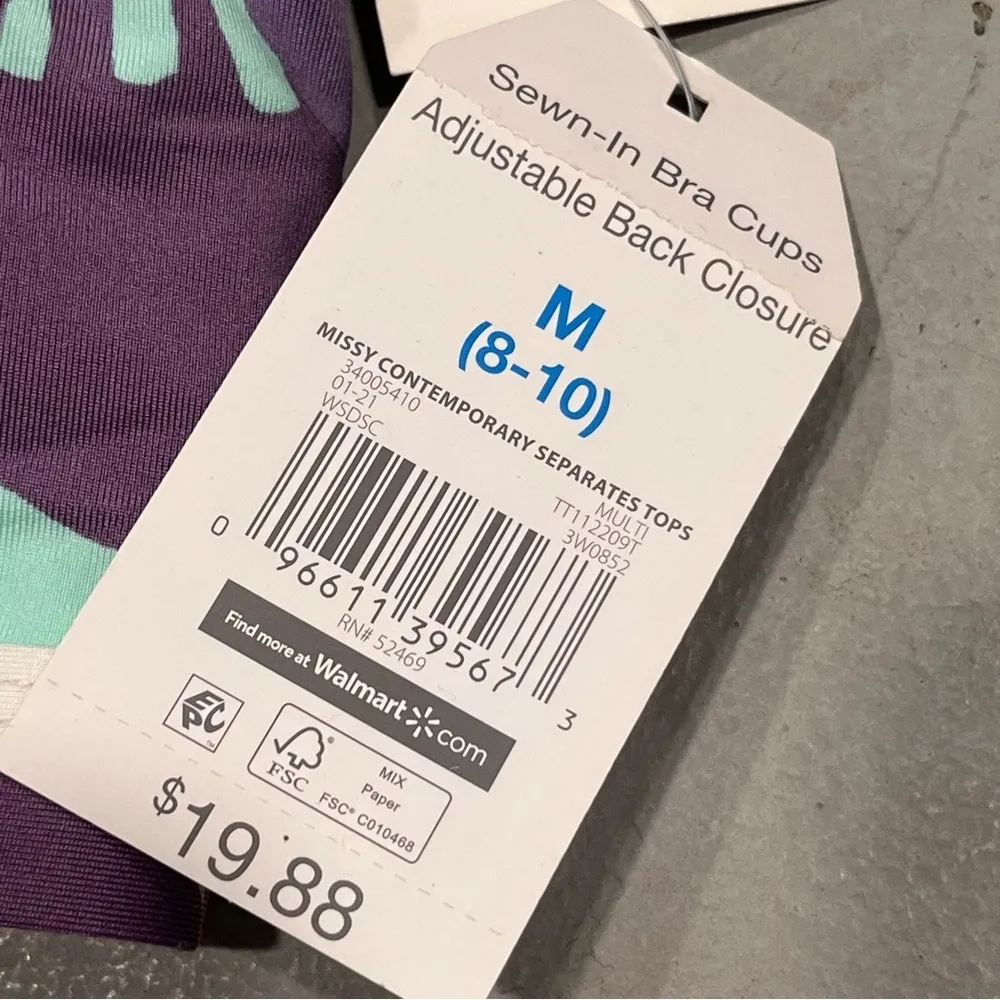 Sewn-In Bra Cups
Adjustable Back Closure
M
(8-10)
MISSY CONTEMPORARY SEPARATES TOPS
34005410
01-21
WSDSC
MULTI
TT112209T
3W0852
0 96611 39567 3
RN# 52469
Find more at Walmart.com
EPC™
FSC®
FSC
MIX
Paper
FSC® C010468
$19.88